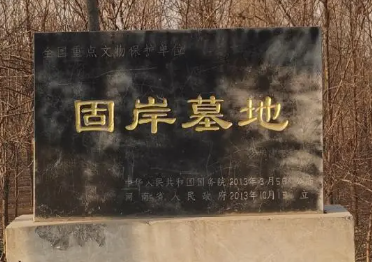 全国重点文物保护单位
固岸墓地
中华人民共和国国务院 2013年3月5日
河南省人民政府 2013年10月1日 立